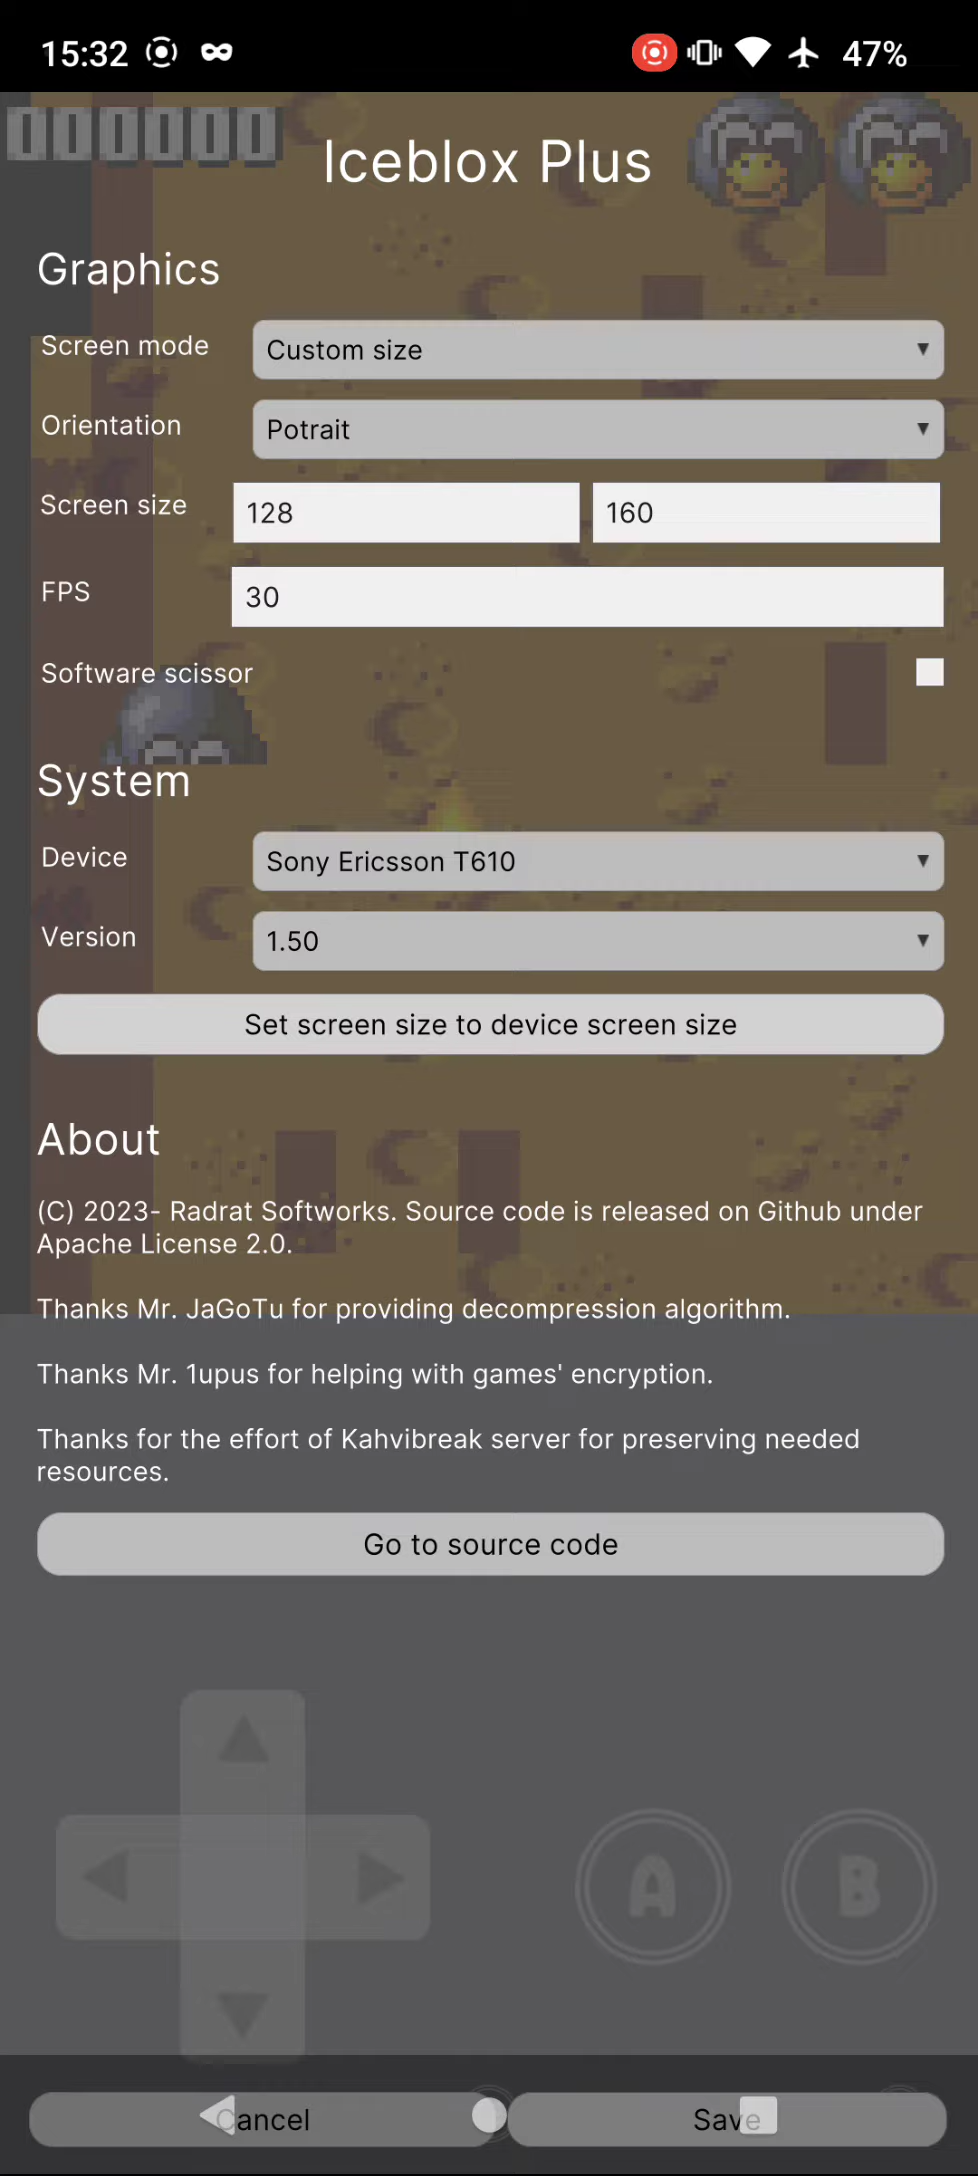 15:32
47%
000000
Iceblox Plus
Graphics
Screen mode
Custom size
Orientation
Potrait
Screen size
128
160
FPS
30
Software scissor
System
Device
Sony Ericsson T610
Version
1.50
Set screen size to device screen size
About
(C) 2023- Radrat Softworks. Source code is released on Github under
Apache License 2.0.
Thanks Mr. JaGoTu for providing decompression algorithm.
Thanks Mr. 1upus for helping with games' encryption.
Thanks for the effort of Kahvibreak server for preserving needed
resources.
Go to source code
A
B
Cancel
Save